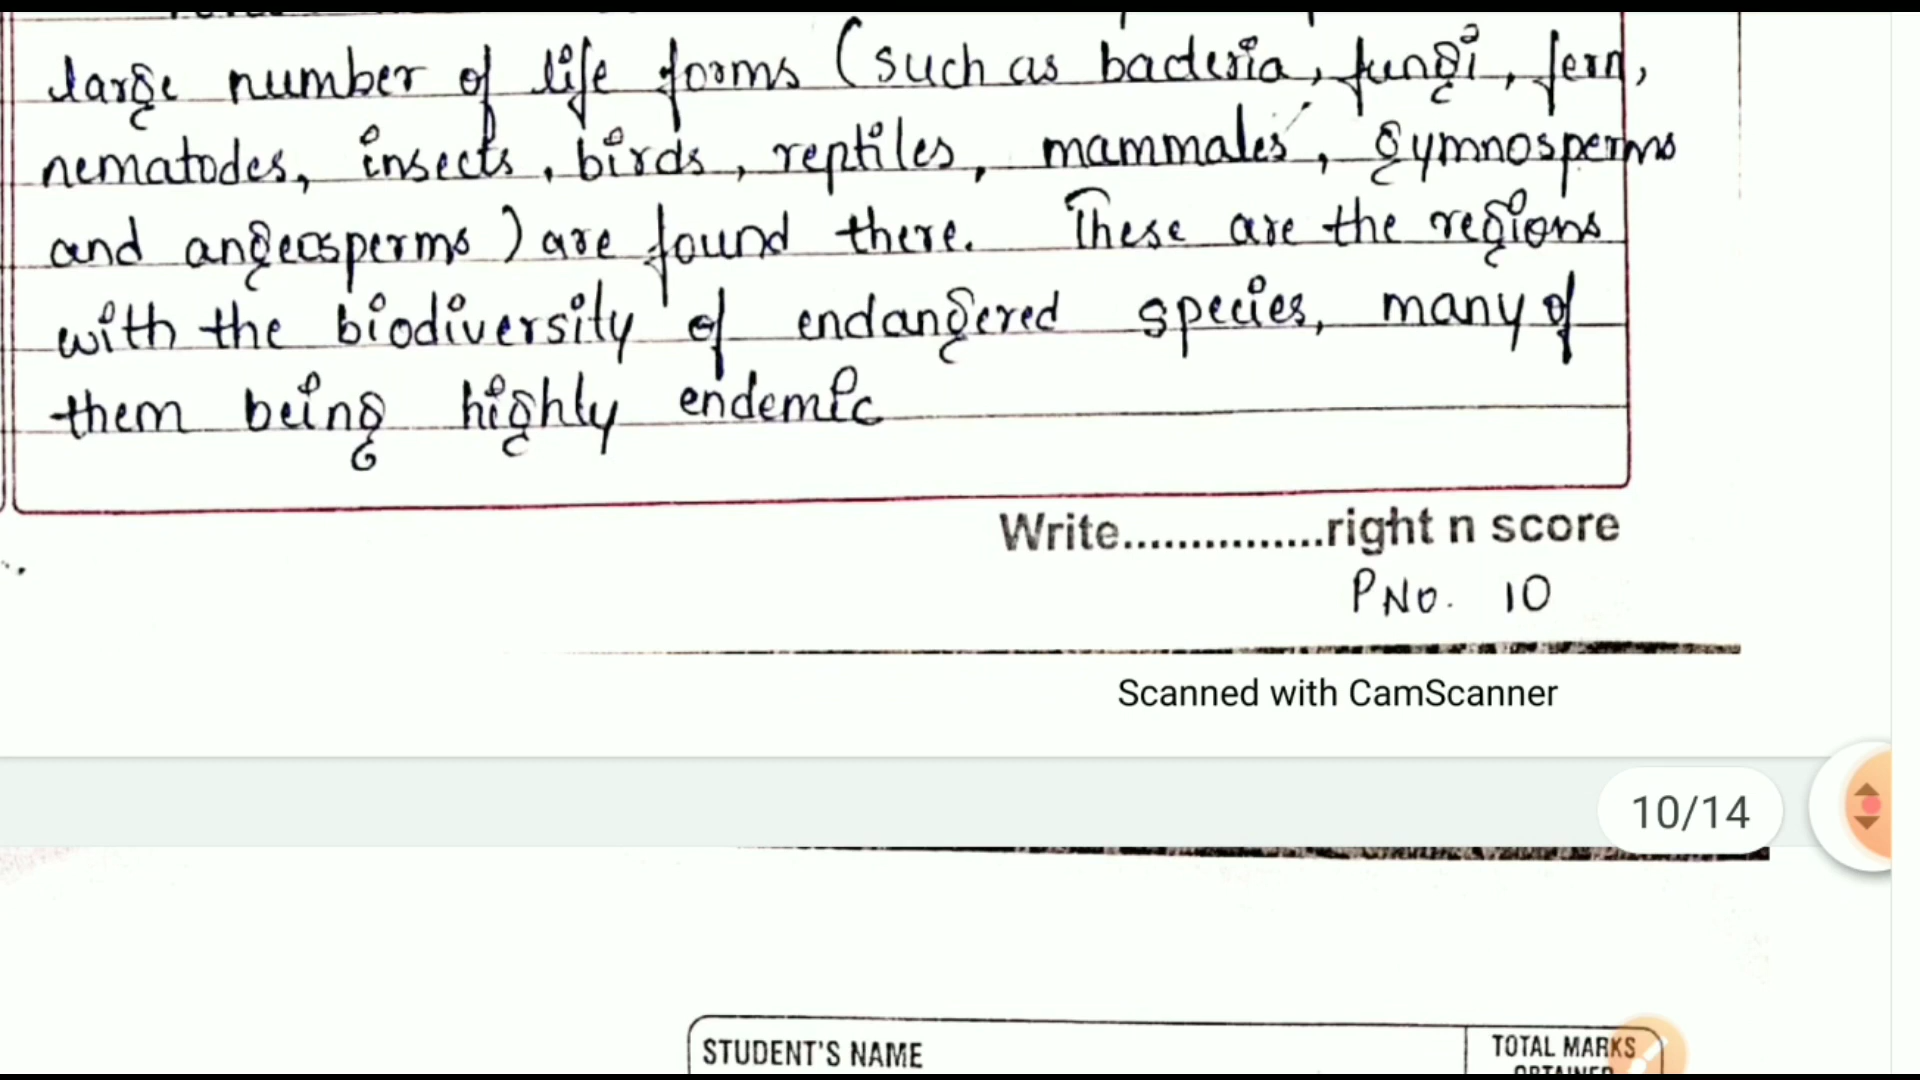 large number of life forms (such as bacteria, fungi, fern,
nematodes, insects, birds, reptiles, mammales, gymnosperms
and angeosperms) are found there. These are the regions
with the biodiversity of endangered species, many of
them being highly endemic
Write...............right n score
P No. 10
Scanned with CamScanner
10/14
STUDENT'S NAME
TOTAL MARKS
OBTAINED